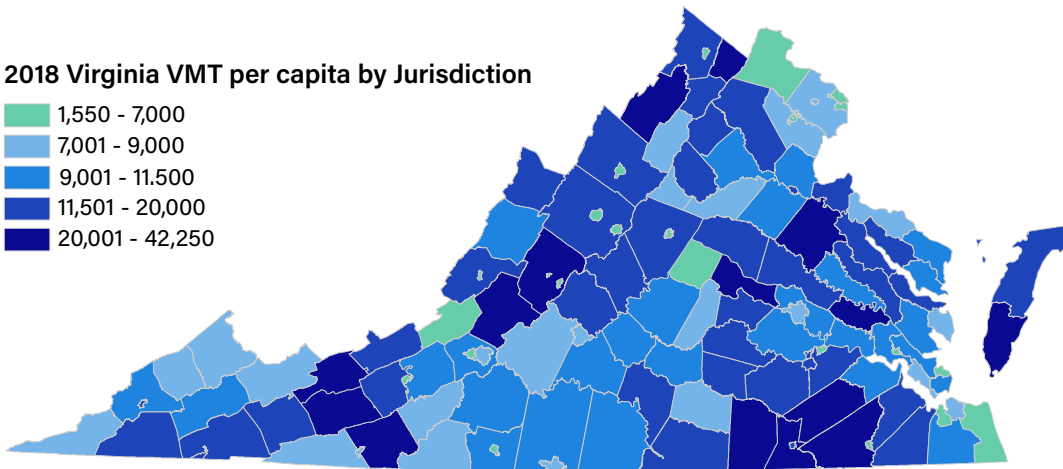 2018 Virginia VMT per capita by Jurisdiction
1,550 - 7,000
7,001 - 9,000
9,001 - 11.500
11,501 - 20,000
20,001 - 42,250